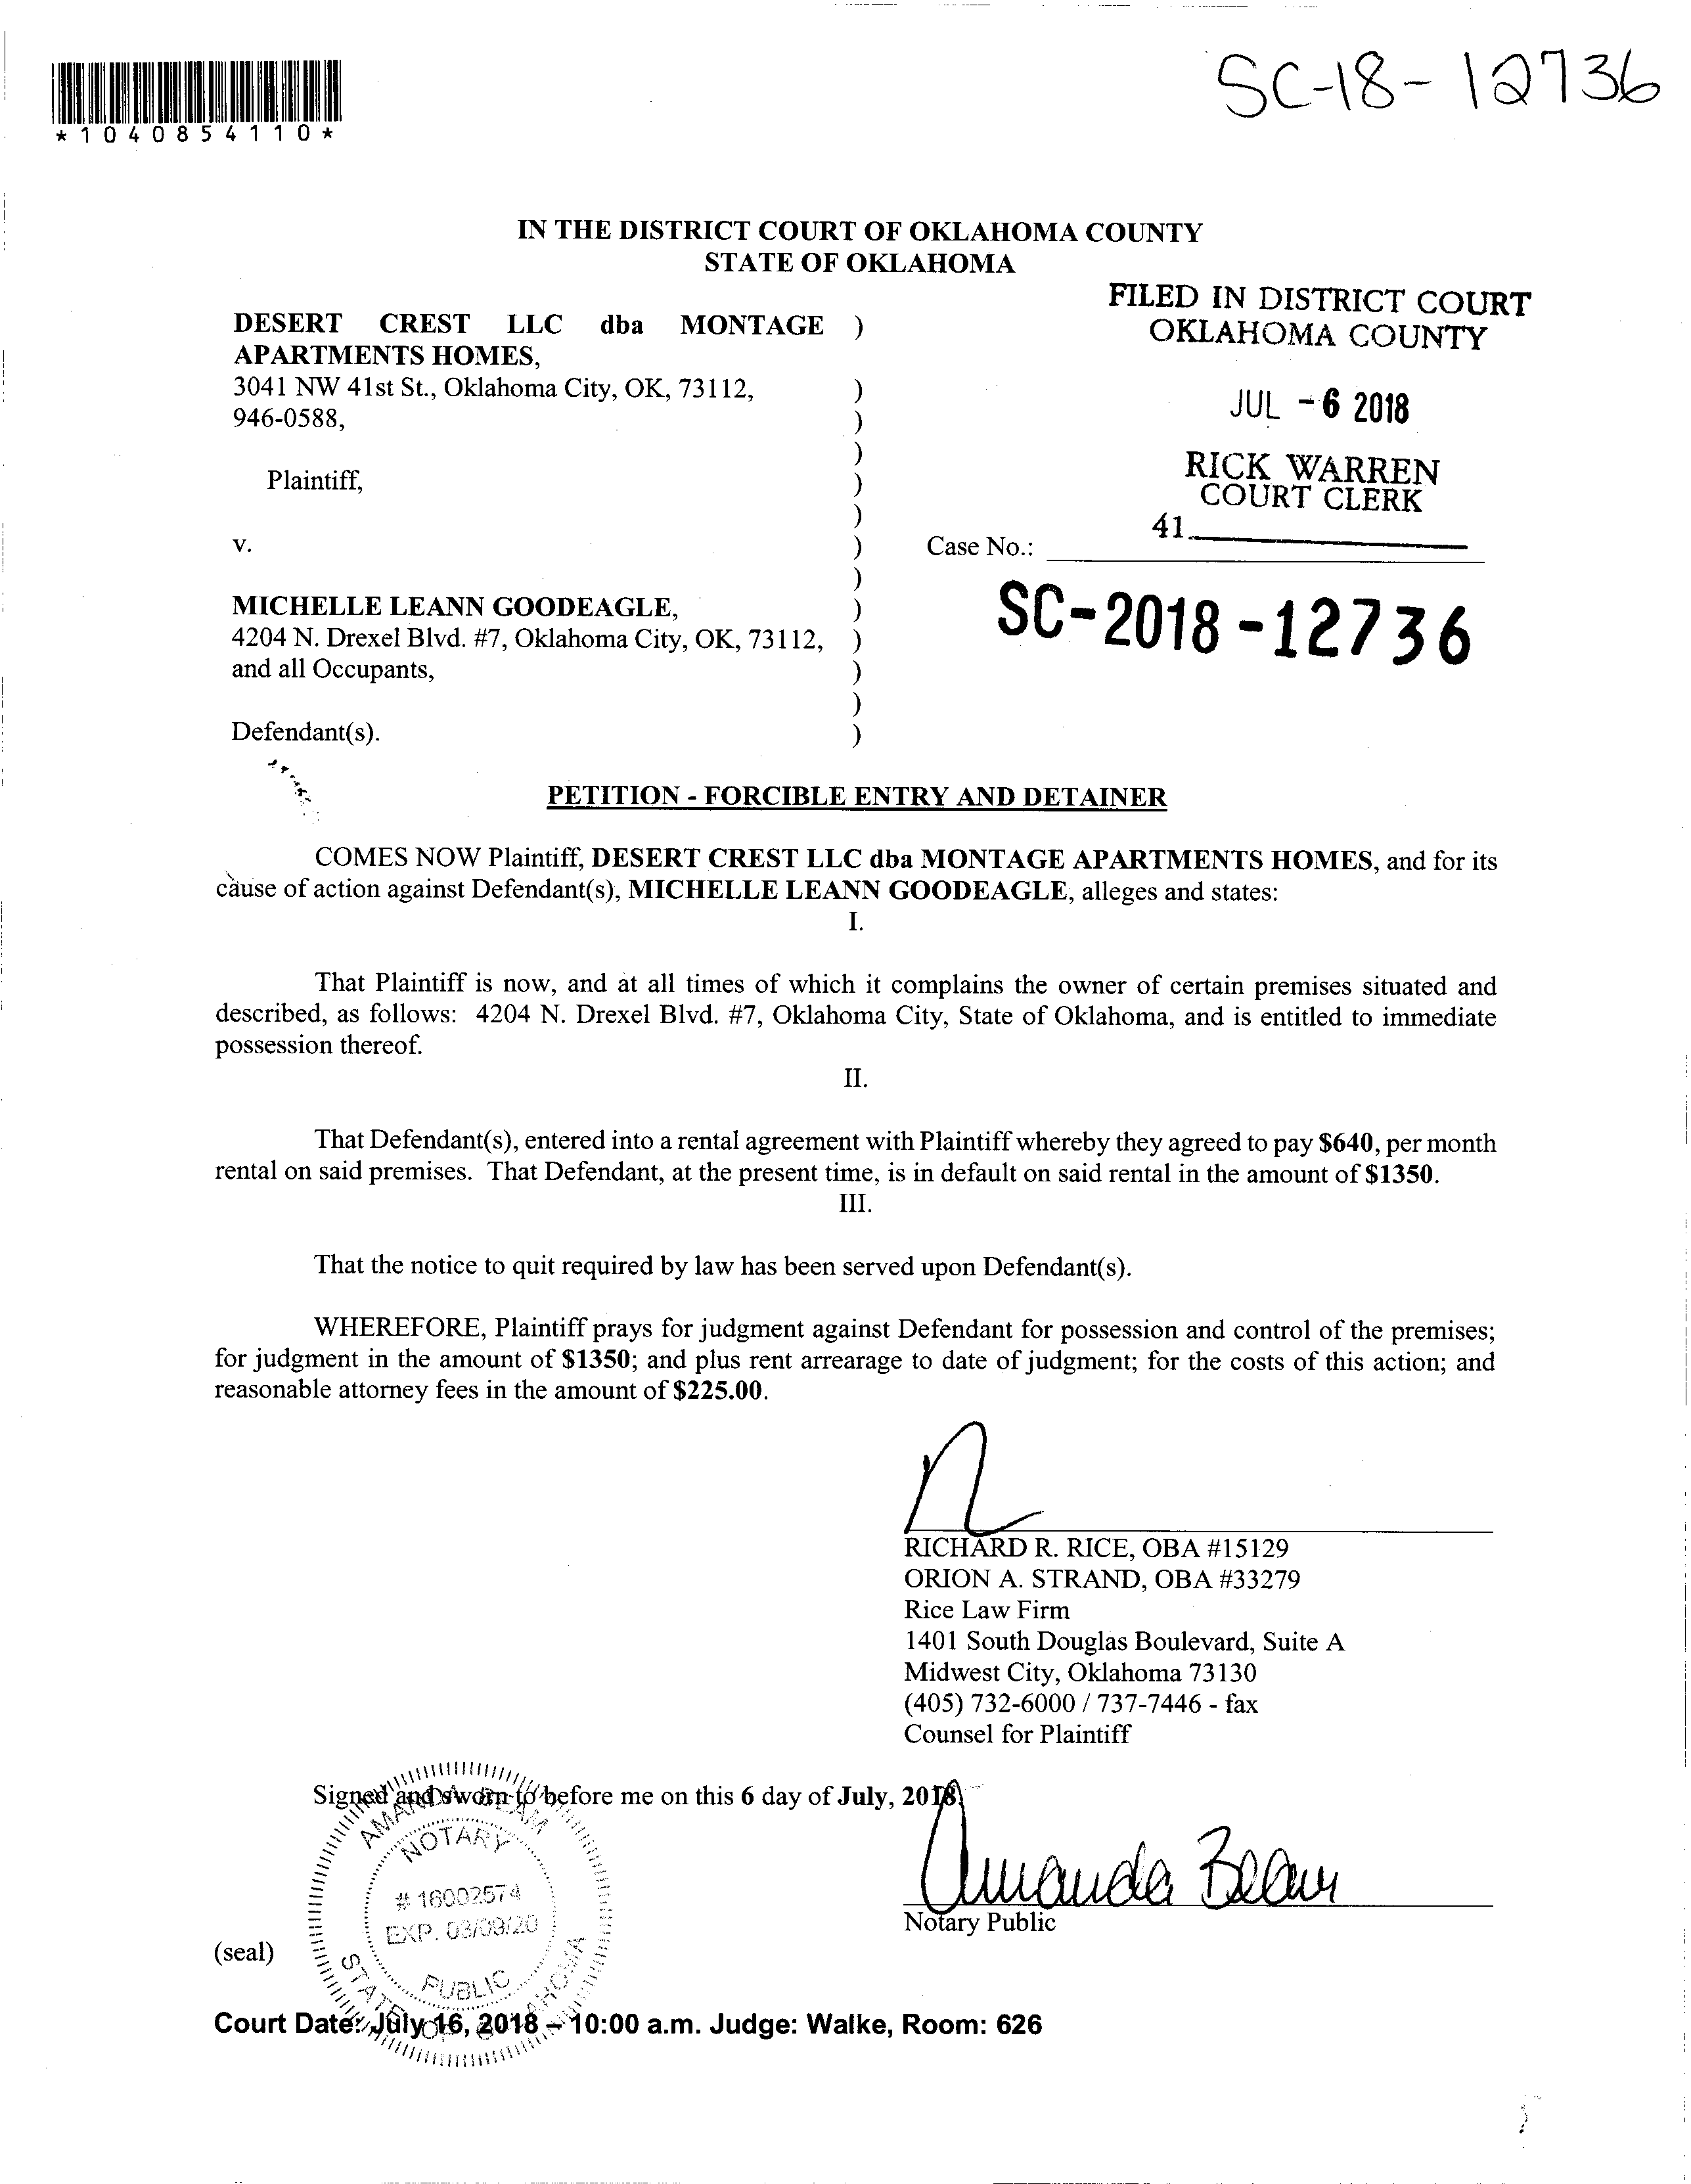 SC-18-12736
*1040854110*
IN THE DISTRICT COURT OF OKLAHOMA COUNTY
STATE OF OKLAHOMA
FILED IN DISTRICT COURT
OKLAHOMA COUNTY
JUL -6 2018
RICK WARREN
COURT CLERK
41
DESERT CREST LLC dba MONTAGE )
APARTMENTS HOMES,
3041 NW 41st St., Oklahoma City, OK, 73112, )
946-0588, )
)
Plaintiff, )
)
v. ) Case No.:
)
MICHELLE LEANN GOODEAGLE, )
SC-2018-12736
4204 N. Drexel Blvd. #7, Oklahoma City, OK, 73112, )
and all Occupants, )
)
Defendant(s). )
PETITION - FORCIBLE ENTRY AND DETAINER
COMES NOW Plaintiff, DESERT CREST LLC dba MONTAGE APARTMENTS HOMES, and for its
cause of action against Defendant(s), MICHELLE LEANN GOODEAGLE, alleges and states:
I.
That Plaintiff is now, and at all times of which it complains the owner of certain premises situated and
described, as follows: 4204 N. Drexel Blvd. #7, Oklahoma City, State of Oklahoma, and is entitled to immediate
possession thereof.
II.
That Defendant(s), entered into a rental agreement with Plaintiff whereby they agreed to pay $640, per month
rental on said premises. That Defendant, at the present time, is in default on said rental in the amount of $1350.
III.
That the notice to quit required by law has been served upon Defendant(s).
WHEREFORE, Plaintiff prays for judgment against Defendant for possession and control of the premises;
for judgment in the amount of $1350; and plus rent arrearage to date of judgment; for the costs of this action; and
reasonable attorney fees in the amount of $225.00.
RICHARD R. RICE, OBA #15129
ORION A. STRAND, OBA #33279
Rice Law Firm
1401 South Douglas Boulevard, Suite A
Midwest City, Oklahoma 73130
(405) 732-6000 / 737-7446 - fax
Counsel for Plaintiff
Signed and sworn to before me on this 6 day of July, 2018.
AMANDA BEAM
NOTARY
# 16002574
EXP. 03/09/20
PUBLIC
STATE OF OKLAHOMA
Amanda Beam
Notary Public
(seal)
Court Date: July 16, 2018 ~ 10:00 a.m. Judge: Walke, Room: 626